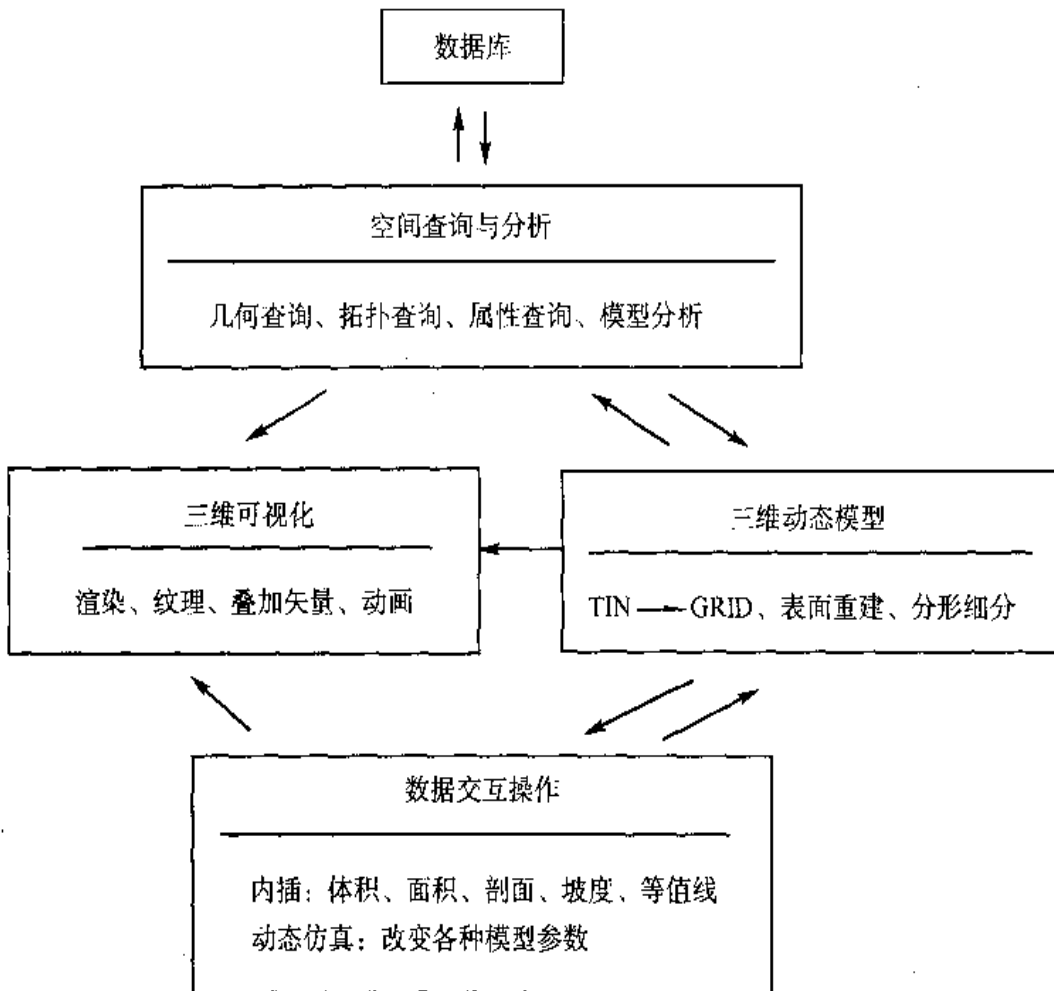 数据库
空间查询与分析
几何查询、拓扑查询、属性查询、模型分析
三维可视化
渲染、纹理、叠加矢量、动画
三维动态模型
TIN → GRID、表面重建、分形细分
数据交互操作
内插：体积、面积、剖面、坡度、等值线
动态仿真：改变各种模型参数